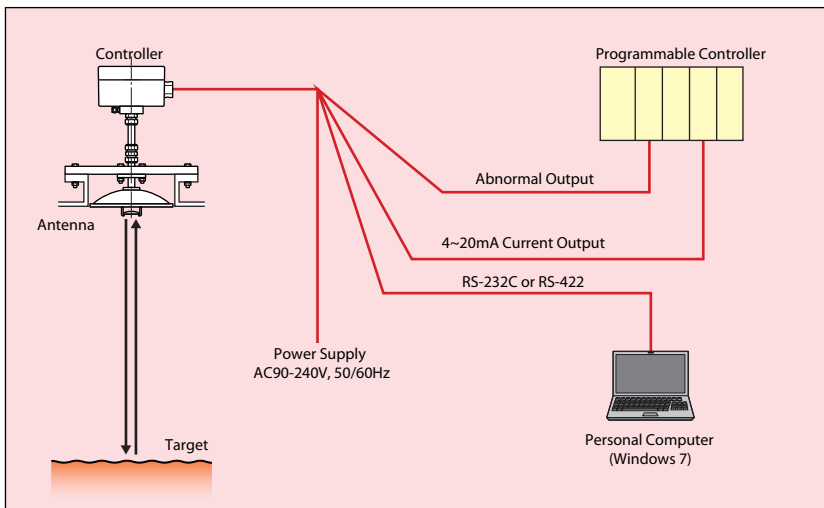 Controller
Programmable Controller
Abnormal Output
Antenna
4~20mA Current Output
RS-232C or RS-422
Power Supply
AC90-240V, 50/60Hz
Target
Personal Computer
(Windows 7)